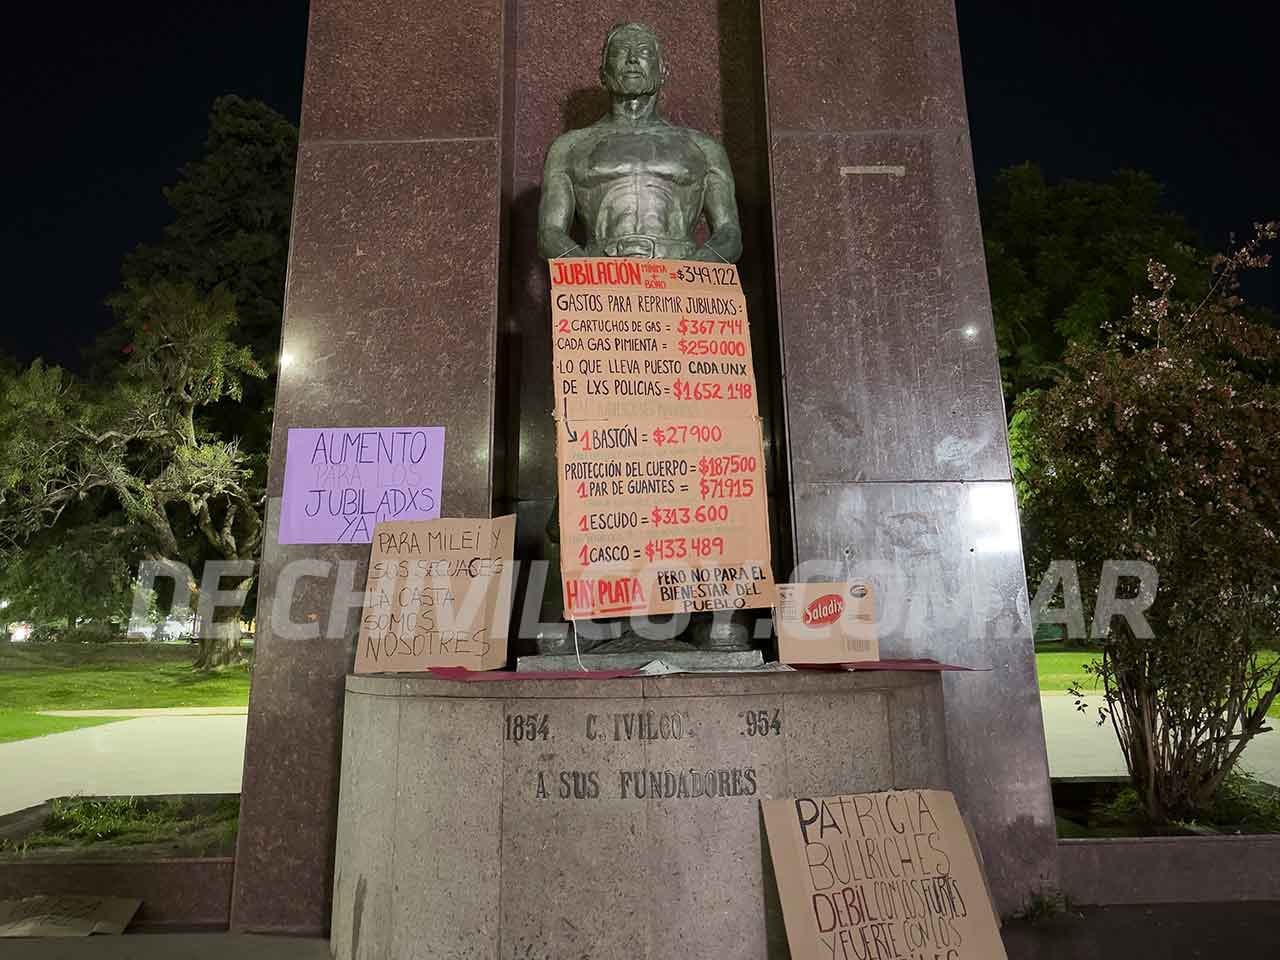 JUBILACIÓN MÍNIMA + BONO = $349.122
GASTOS PARA REPRIMIR JUBILADXS:
-2 CARTUCHOS DE GAS = $367744
-CADA GAS PIMIENTA = $250000
-LO QUE LLEVA PUESTO CADA UNX
DE LXS POLICIAS = $1652.148
1 BASTÓN = $27900
PROTECCIÓN DEL CUERPO = $187500
1 PAR DE GUANTES = $71915
1 ESCUDO = $313.600
1 CASCO = $433.489
HAY PLATA PERO NO PARA EL
BIENESTAR DEL
PUEBLO.
AUMENTO
PARA LOS
JUBILADXS
YA
PARA MILEI Y
SUS SECUACES
LA CASTA
SOMOS
NOSOTRES
Saladix
DE CHIVILCOY.COM.AR
1854 C IVILCO 954
A SUS FUNDADORES
PATRICIA
BULLRICH ES
DEBIL CON LOS FUERTES
Y FUERTE CON LOS